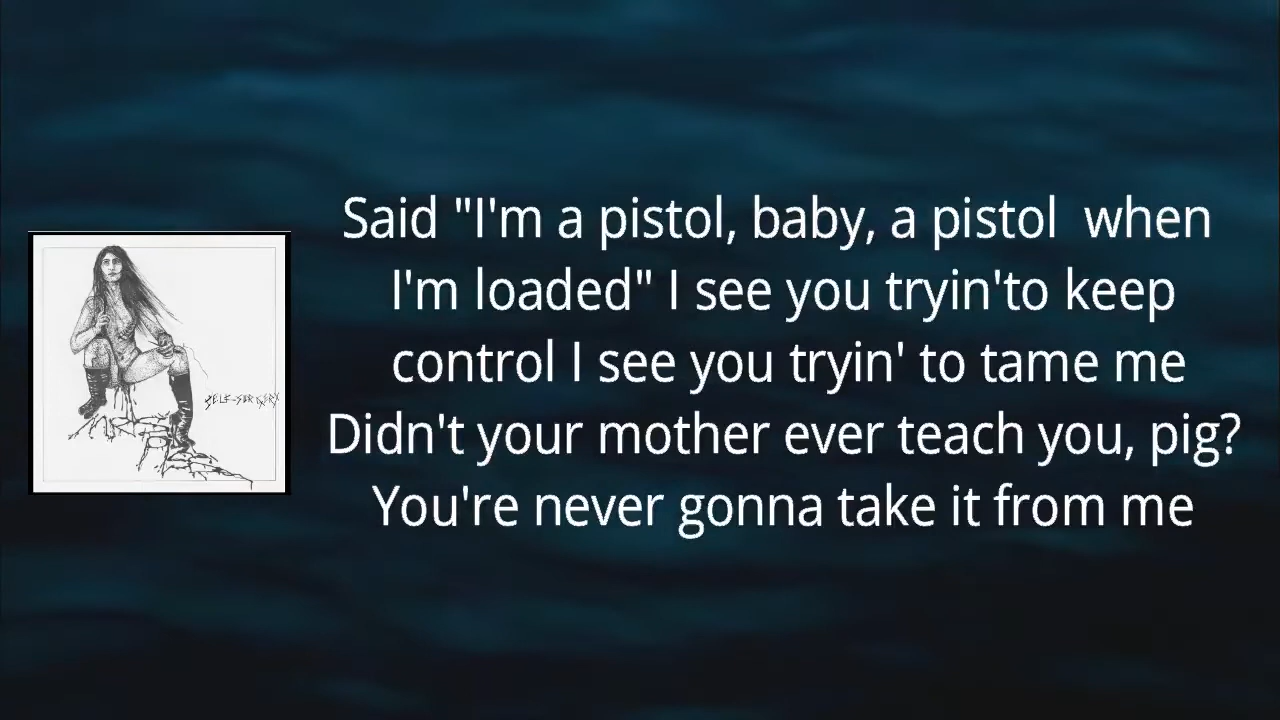 Said "I'm a pistol, baby, a pistol  when
I'm loaded" I see you tryin'to keep
control I see you tryin' to tame me
Didn't your mother ever teach you, pig?
You're never gonna take it from me
SELF-SURGERY